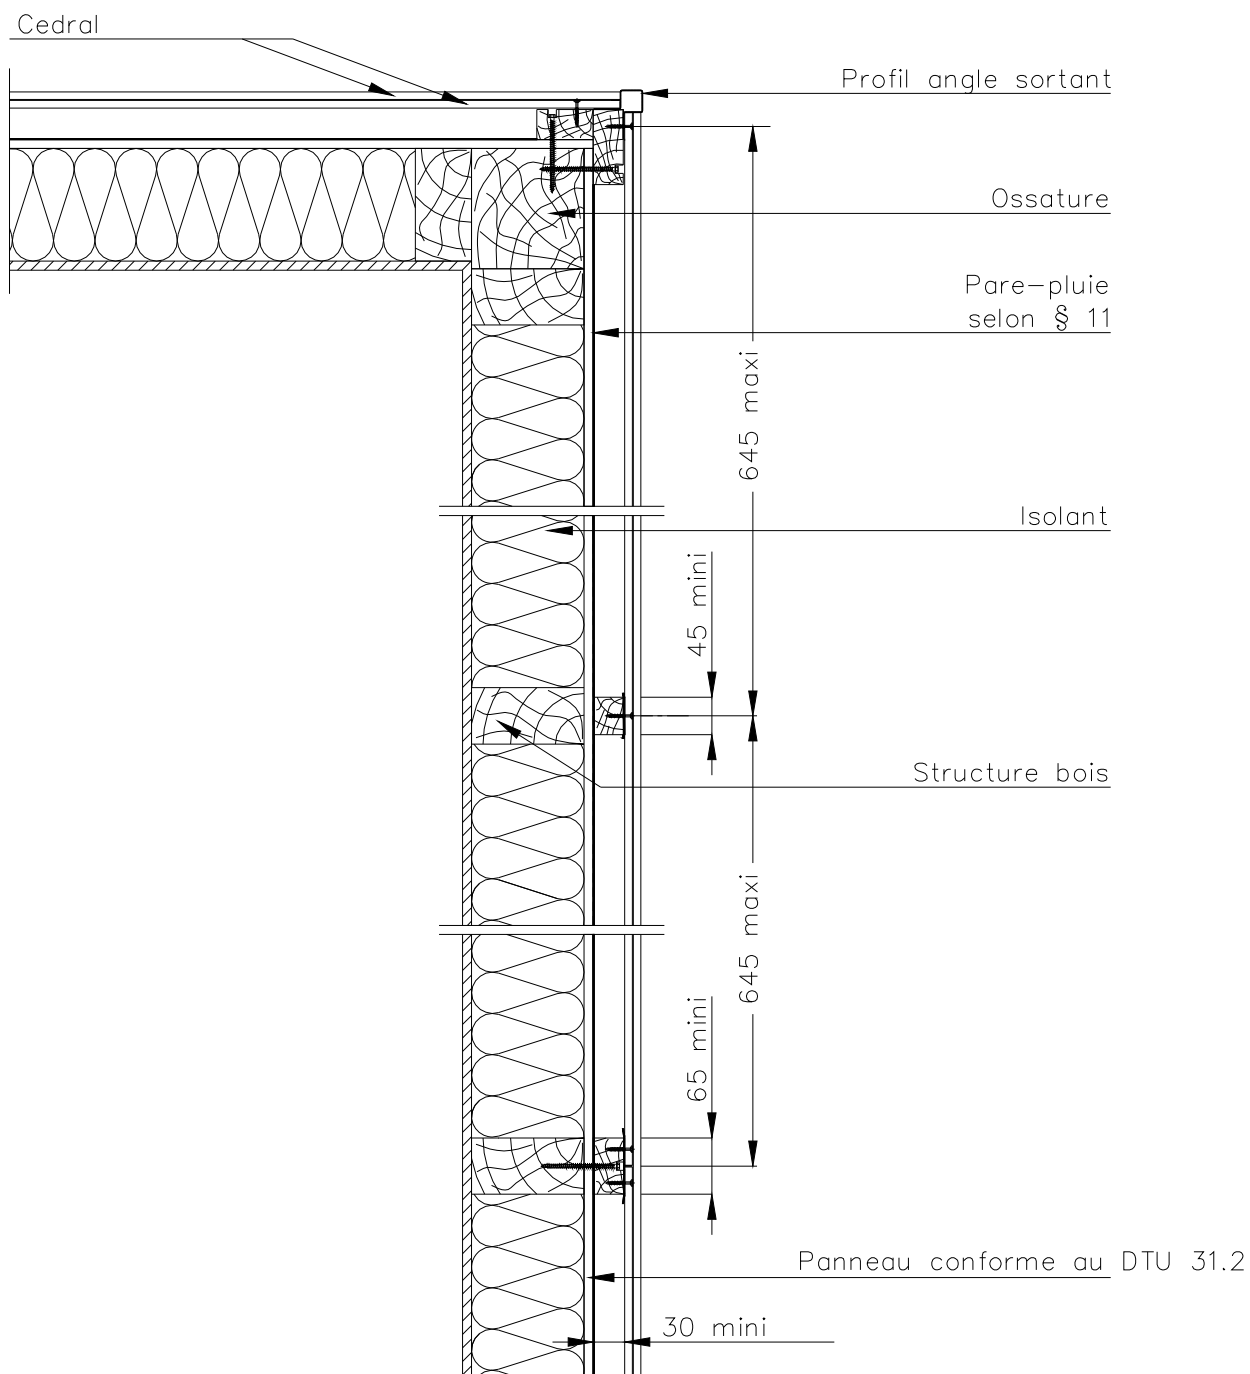 Cedral
Profil angle sortant
Ossature
Pare-pluie
selon § 11
645 maxi
Isolant
45 mini
Structure bois
645 maxi
65 mini
Panneau conforme au DTU 31.2
30 mini